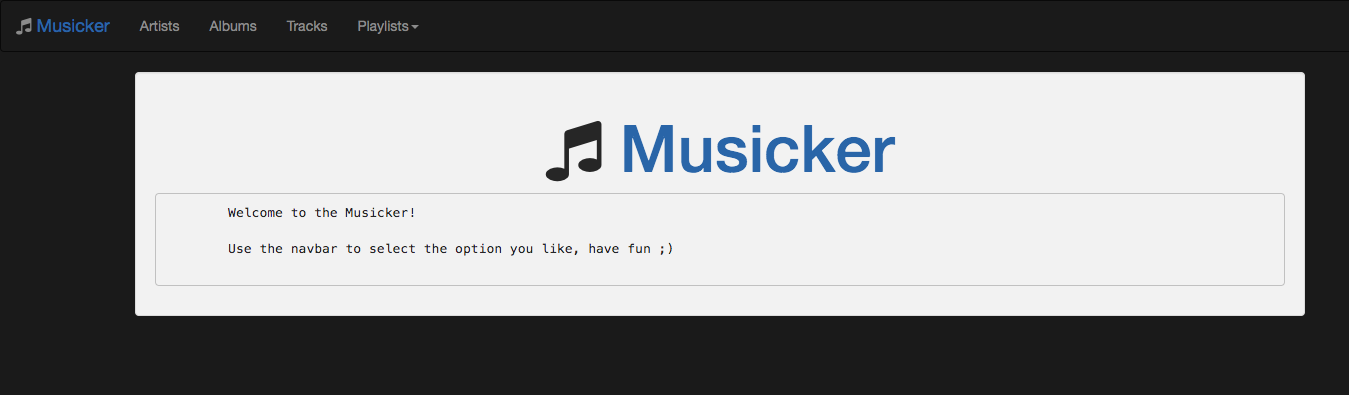 Musicker Artists Albums Tracks Playlists
Musicker
Welcome to the Musicker!
Use the navbar to select the option you like, have fun ;)